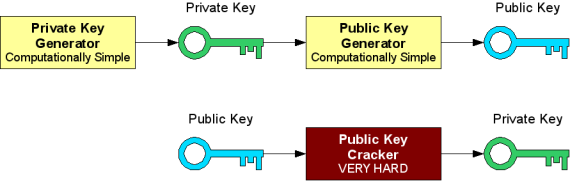 Private Key
Public Key
Private Key
Generator
Computationally Simple
Public Key
Generator
Computationally Simple
Public Key
Private Key
Public Key
Cracker
VERY HARD